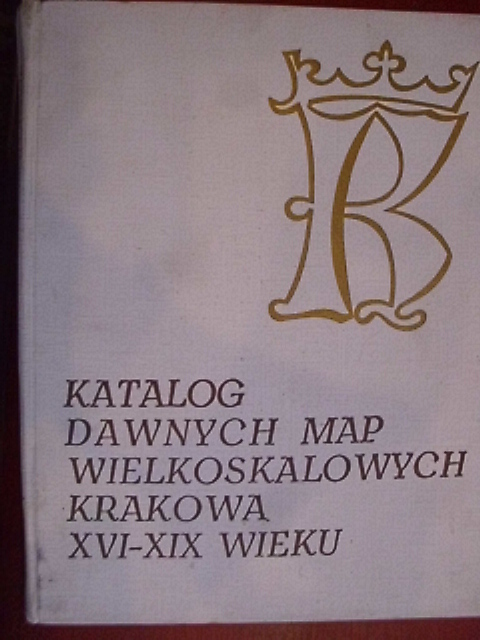 K
KATALOG
DAWNYCH MAP
WIELKOSKALOWYCH
KRAKOWA
XVI-XIX WIEKU